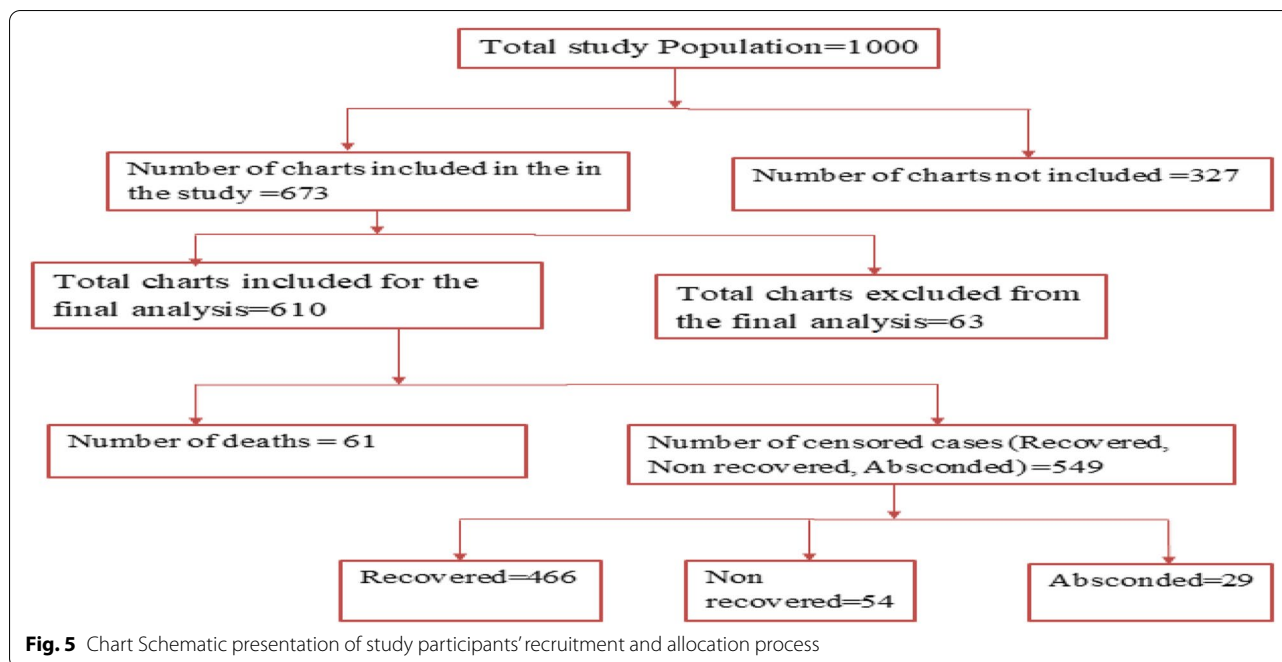 Total study Population=1000
Number of charts included in the in
the study =673
Number of charts not included =327
Total charts included for the
final analysis=610
Total charts excluded from
the final analysis=63
Number of deaths = 61
Number of censored cases (Recovered,
Non recovered, Absconded)=549
Recovered=466
Non
recovered=54
Absconded=29
Fig. 5 Chart Schematic presentation of study participants’ recruitment and allocation process